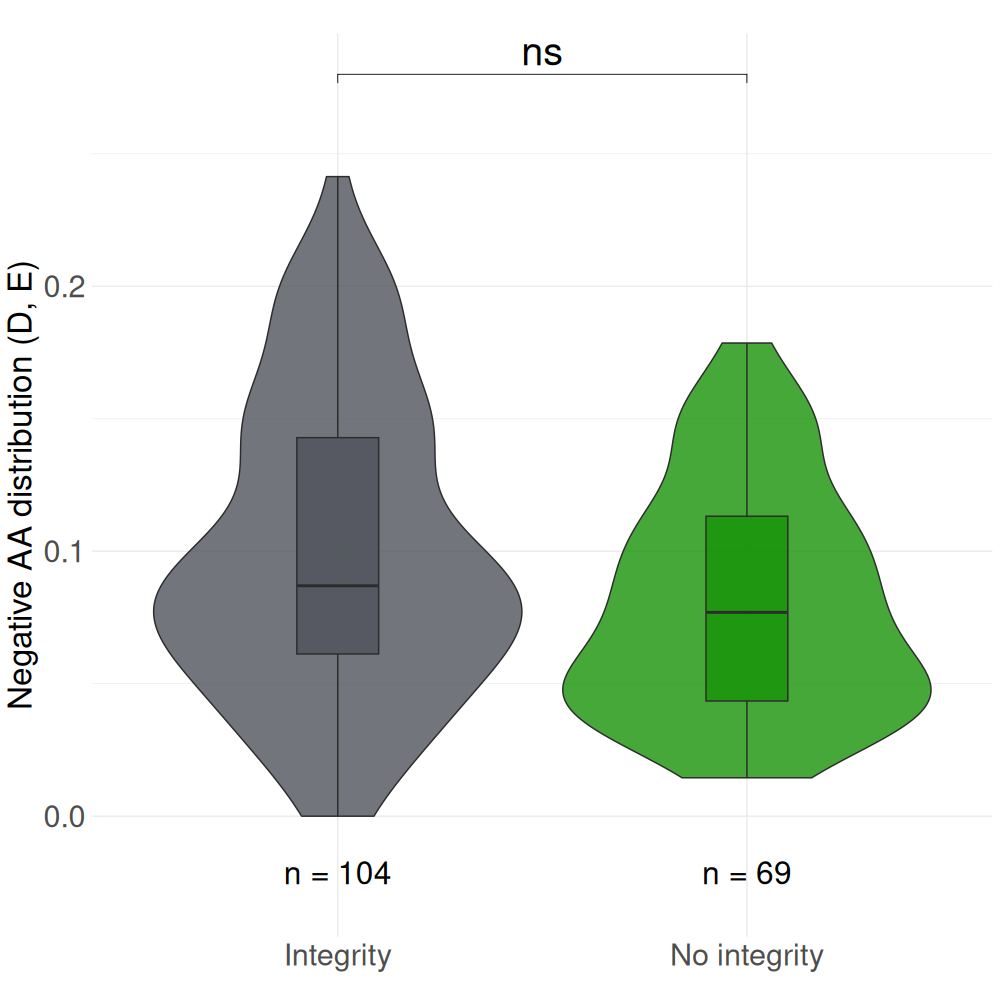 ns
Negative AA distribution (D, E)
0.2
0.1
0.0
n = 104
n = 69
Integrity
No integrity